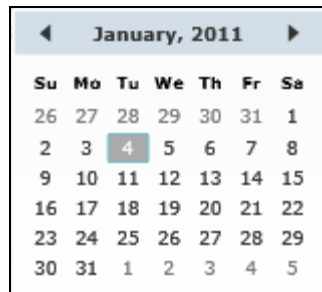 January, 2011
Su Mo Tu We Th Fr Sa
26 27 28 29 30 31 1
2 3 4 5 6 7 8
9 10 11 12 13 14 15
16 17 18 19 20 21 22
23 24 25 26 27 28 29
30 31 1 2 3 4 5